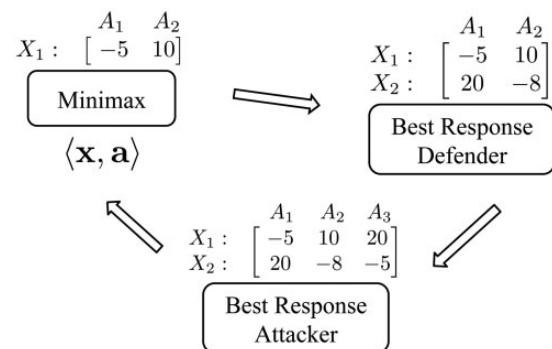 A₁ A₂
X₁ : [ −5 10 ]
Minimax
⟨x, a⟩
A₁ A₂
X₁ : [ −5 10 ]
X₂ : [ 20 −8 ]
Best Response
Defender
A₁ A₂ A₃
X₁ : [ −5 10 20 ]
X₂ : [ 20 −8 −5 ]
Best Response
Attacker